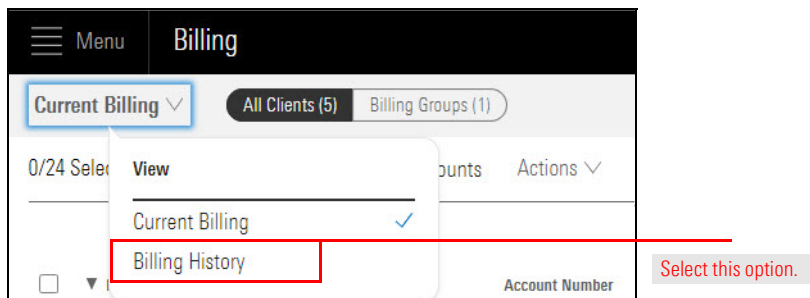 Menu Billing
Current Billing All Clients (5) Billing Groups (1)
0/24 Selec View ounts Actions
Current Billing
Billing History
Select this option.
Account Number